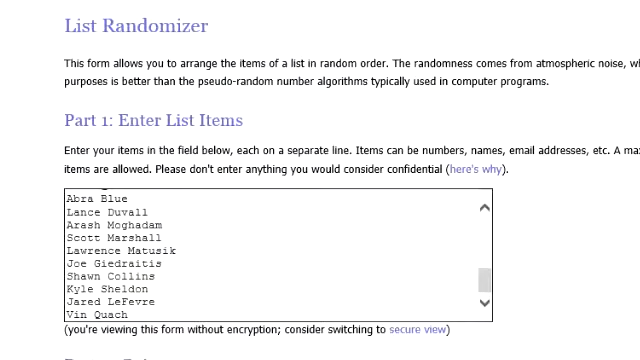 List Randomizer
This form allows you to arrange the items of a list in random order. The randomness comes from atmospheric noise,
purposes is better than the pseudo-random number algorithms typically used in computer programs.
Part 1: Enter List Items
Enter your items in the field below, each on a separate line. Items can be numbers, names, email addresses, etc. A
items are allowed. Please don't enter anything you would consider confidential (here's why).
Abra Blue
Lance Duvall
Arash Moghadam
Scott Marshall
Lawrence Matusik
Joe Giedraitis
Shawn Collins
Kyle Sheldon
Jared LeFevre
Vin Quach
(you're viewing this form without encryption; consider switching to secure view)